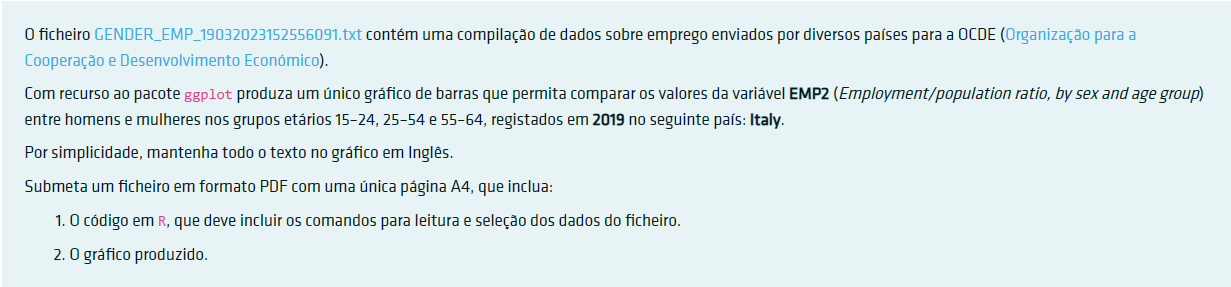 O ficheiro GENDER_EMP_19032023152556091.txt contém uma compilação de dados sobre emprego enviados por diversos países para a OCDE (Organização para a
Cooperação e Desenvolvimento Económico).
Com recurso ao pacote ggplot produza um único gráfico de barras que permita comparar os valores da variável EMP2 (Employment/population ratio, by sex and age group)
entre homens e mulheres nos grupos etários 15–24, 25–54 e 55–64, registados em 2019 no seguinte país: Italy.
Por simplicidade, mantenha todo o texto no gráfico em Inglês.
Submeta um ficheiro em formato PDF com uma única página A4, que inclua:
1. O código em R, que deve incluir os comandos para leitura e seleção dos dados do ficheiro.
2. O gráfico produzido.